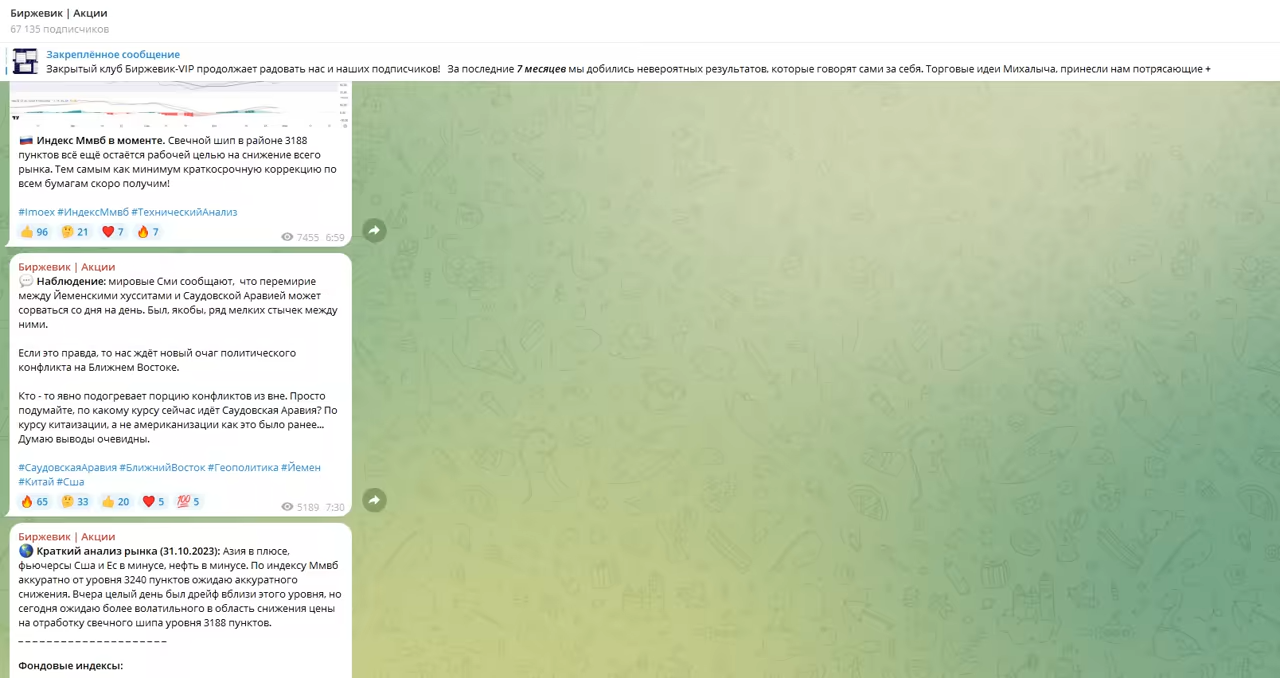 Биржевик | Акции
67 135 подписчиков
Закреплённое сообщение
Закрытый клуб Биржевик-VIP продолжает радовать нас и наших подписчиков! За последние 7 месяцев мы добились невероятных результатов, которые говорят сами за себя. Торговые идеи Михалыча, принесли нам потрясающие +
Индекс Ммвб в моменте. Свечной шип в районе 3188
пунктов всё ещё остаётся рабочей целью на снижение всего
рынка. Тем самым как минимум краткосрочную коррекцию по
всем бумагам скоро получим!
#Imoex #ИндексМмвб #ТехническийАнализ
👍 96 🤔 21 ❤️ 7 🔥 7 7455 6:59
Биржевик | Акции
💬 Наблюдение: мировые Сми сообщают, что перемирие
между Йеменскими хусситами и Саудовской Аравией может
сорваться со дня на день. Был, якобы, ряд мелких стычек между
ними.
Если это правда, то нас ждёт новый очаг политического
конфликта на Ближнем Востоке.
Кто - то явно подогревает порцию конфликтов из вне. Просто
подумайте, по какому курсу сейчас идёт Саудовская Аравия? По
курсу китаизации, а не американизации как это было ранее...
Думаю выводы очевидны.
#СаудовскаяАравия #БлижнийВосток #Геополитика #Йемен
#Китай #Сша
🔥 65 🤔 33 👍 20 ❤️ 5 💯 5 5189 7:30
Биржевик | Акции
🌎 Краткий анализ рынка (31.10.2023): Азия в плюсе,
фьючерсы Сша и Ес в минусе, нефть в минусе. По индексу Ммвб
аккуратно от уровня 3240 пунктов ожидаю аккуратного
снижения. Вчера целый день был дрейф вблизи этого уровня, но
сегодня ожидаю более волатильного в область снижения цены
на отработку свечного шипа уровня 3188 пунктов.
_ _ _ _ _ _ _ _ _ _ _ _ _ _ _ _ _ _ _ _ _
Фондовые индексы: